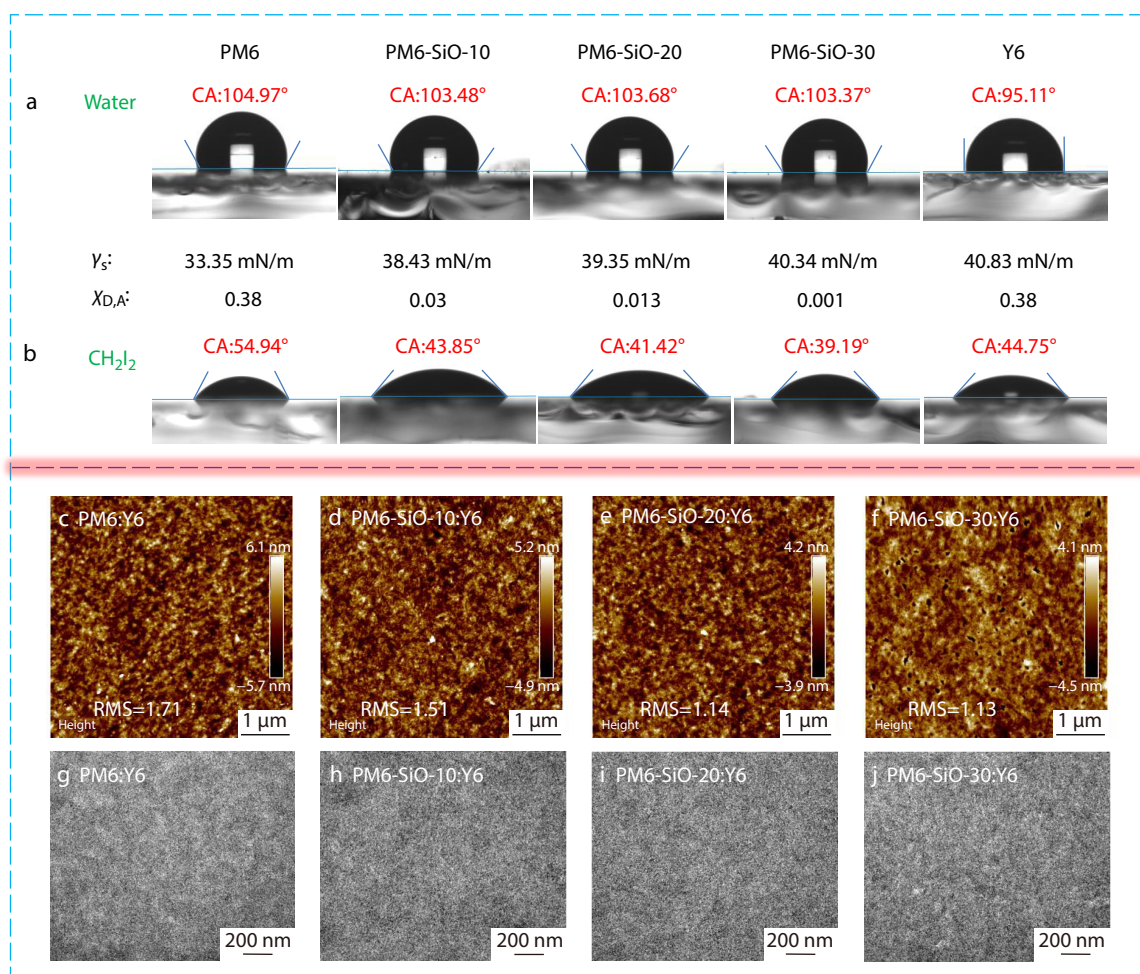 PM6 PM6-SiO-10 PM6-SiO-20 PM6-SiO-30 Y6
a Water CA:104.97° CA:103.48° CA:103.68° CA:103.37° CA:95.11°
γs: 33.35 mN/m 38.43 mN/m 39.35 mN/m 40.34 mN/m 40.83 mN/m
χD,A: 0.38 0.03 0.013 0.001 0.38
b CH₂I₂ CA:54.94° CA:43.85° CA:41.42° CA:39.19° CA:44.75°
c PM6:Y6 d PM6-SiO-10:Y6 e PM6-SiO-20:Y6 f PM6-SiO-30:Y6
6.1 nm 5.2 nm 4.2 nm 4.1 nm
−5.7 nm −4.9 nm −3.9 nm −4.5 nm
RMS=1.71 RMS=1.51 RMS=1.14 RMS=1.13
Height 1 μm Height 1 μm Height 1 μm Height 1 μm
g PM6:Y6 h PM6-SiO-10:Y6 i PM6-SiO-20:Y6 j PM6-SiO-30:Y6
200 nm 200 nm 200 nm 200 nm